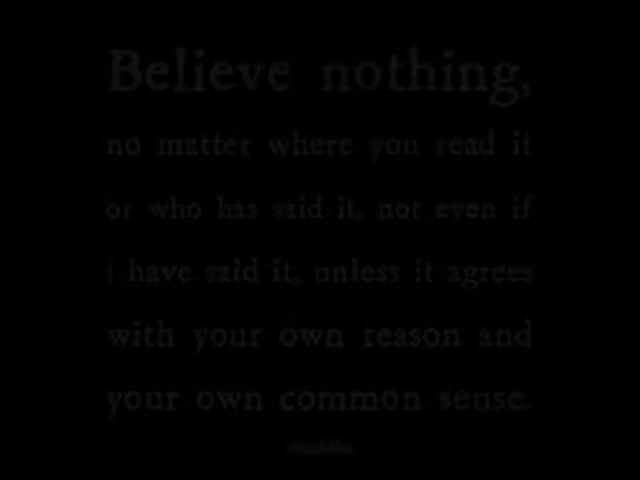 Believe nothing,
no matter where you read it
or who has said it, not even if
i have said it, unless it agrees
with your own reason and
your own common sense.